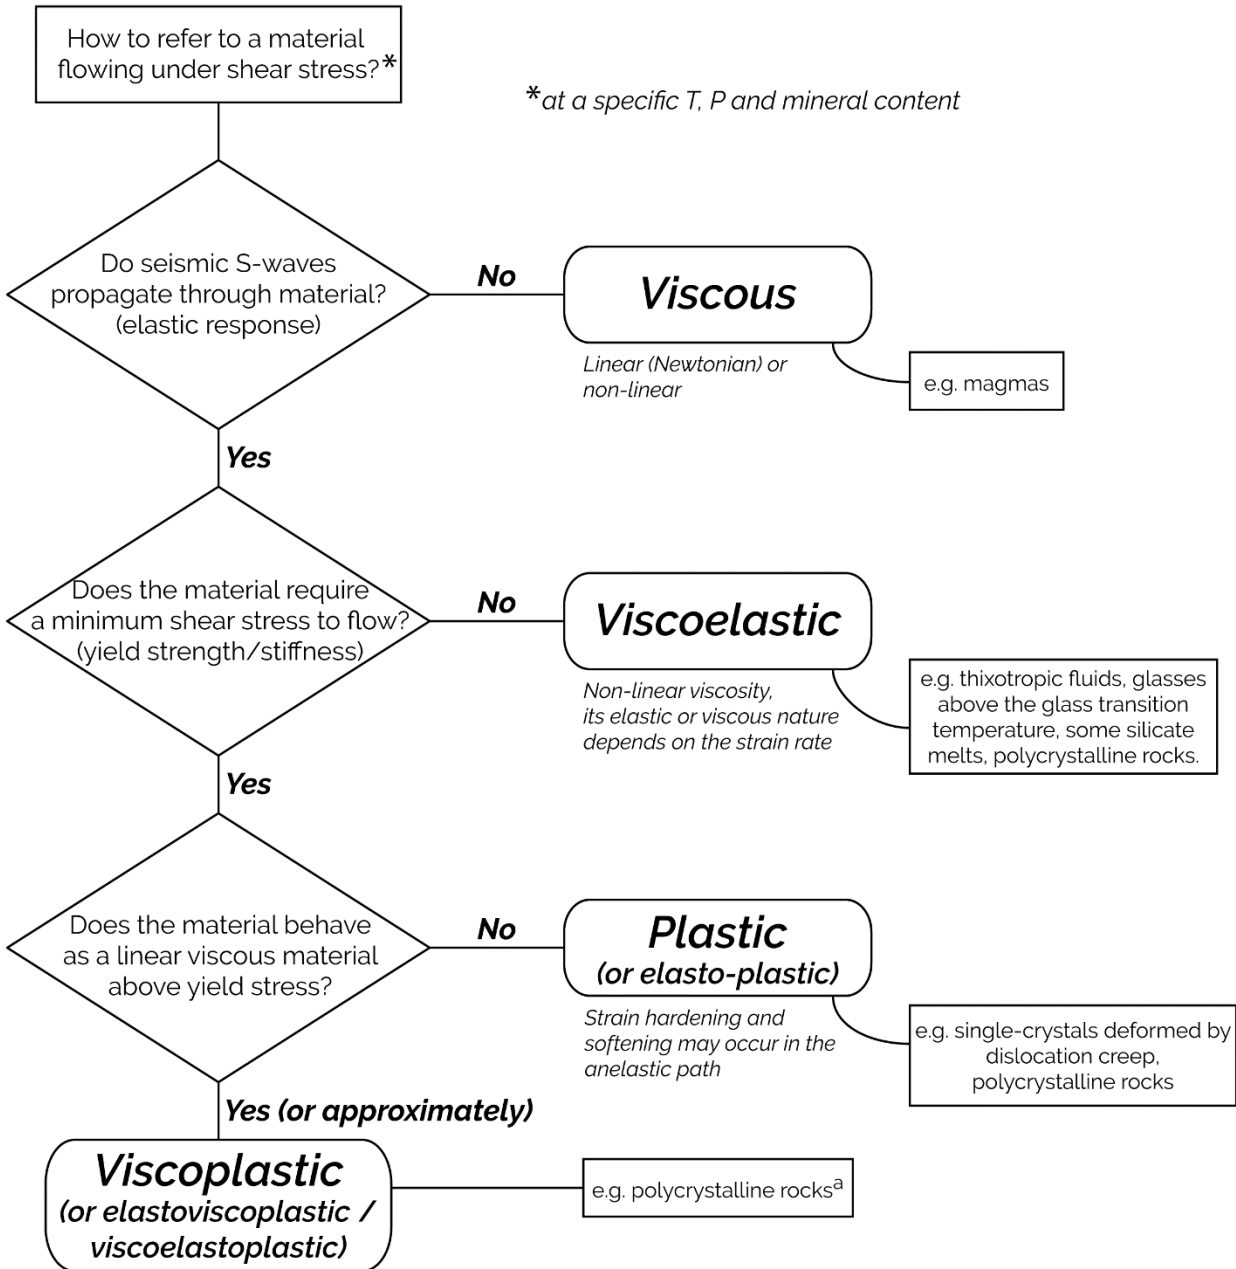 How to refer to a material
flowing under shear stress?*
*at a specific T, P and mineral content
Do seismic S-waves
propagate through material?
(elastic response)
No
Viscous
Linear (Newtonian) or
non-linear
e.g. magmas
Yes
Does the material require
a minimum shear stress to flow?
(yield strength/stiffness)
No
Viscoelastic
Non-linear viscosity,
its elastic or viscous nature
depends on the strain rate
e.g. thixotropic fluids, glasses
above the glass transition
temperature, some silicate
melts, polycrystalline rocks.
Yes
Does the material behave
as a linear viscous material
above yield stress?
No
Plastic
(or elasto-plastic)
Strain hardening and
softening may occur in the
anelastic path
e.g. single-crystals deformed by
dislocation creep,
polycrystalline rocks
Yes (or approximately)
Viscoplastic
(or elastoviscoplastic /
viscoelastoplastic)
e.g. polycrystalline rocksª